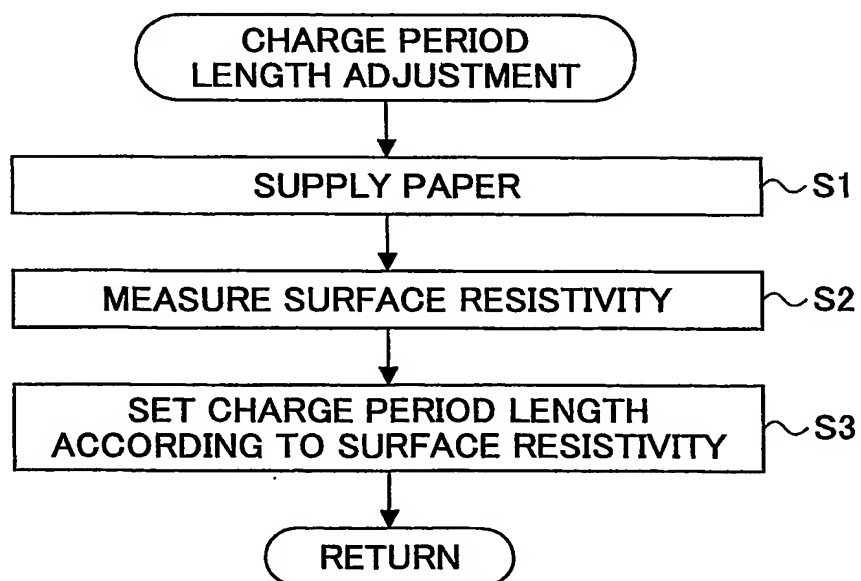 CHARGE PERIOD
LENGTH ADJUSTMENT
SUPPLY PAPER
S1
MEASURE SURFACE RESISTIVITY
S2
SET CHARGE PERIOD LENGTH
ACCORDING TO SURFACE RESISTIVITY
S3
RETURN